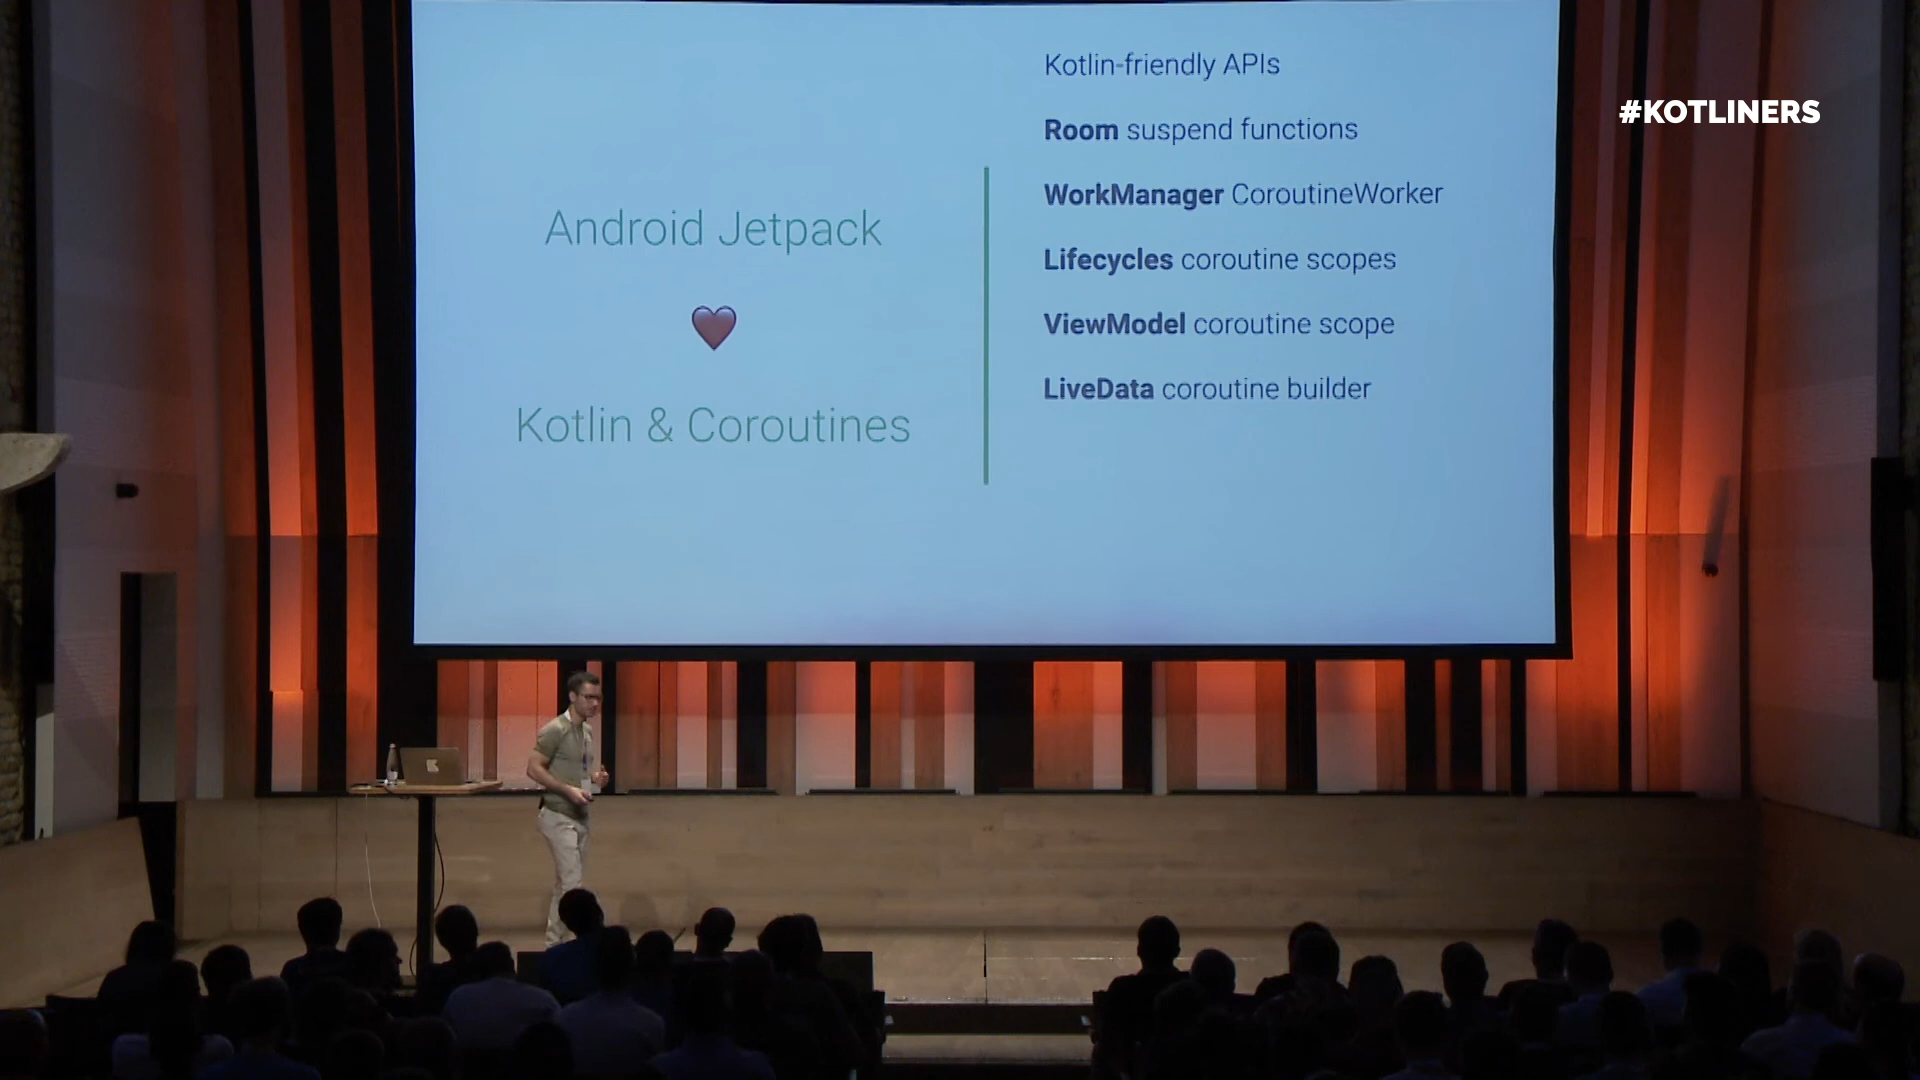 Android Jetpack
❤
Kotlin & Coroutines
Kotlin-friendly APIs
Room suspend functions
WorkManager CoroutineWorker
Lifecycles coroutine scopes
ViewModel coroutine scope
LiveData coroutine builder
#KOTLINERS